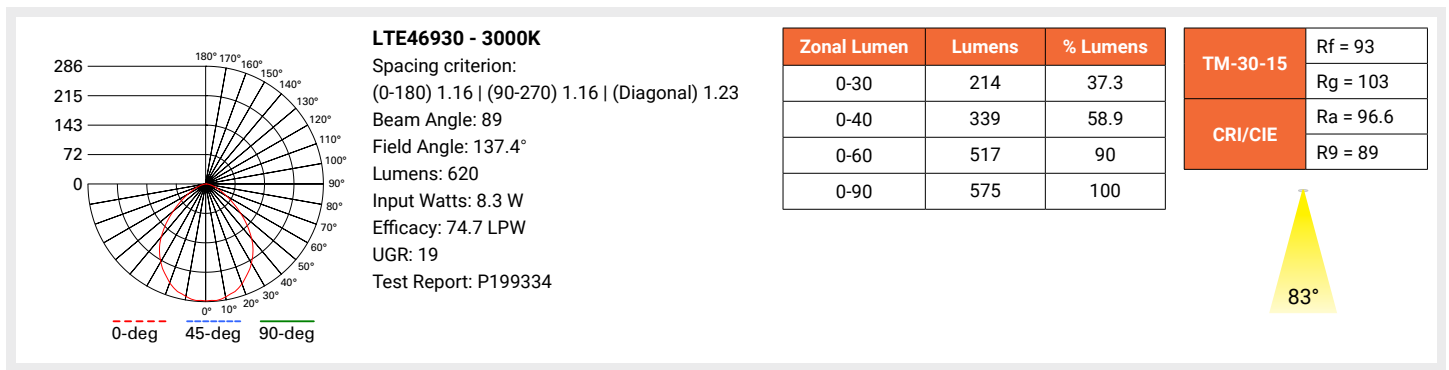 286
215
143
72
0
180° 170° 160° 150° 140° 130° 120° 110° 100° 90° 80° 70° 60° 50° 40° 30° 20° 10° 0°
0-deg 45-deg 90-deg
LTE46930 - 3000K
Spacing criterion:
(0-180) 1.16 | (90-270) 1.16 | (Diagonal) 1.23
Beam Angle: 89
Field Angle: 137.4°
Lumens: 620
Input Watts: 8.3 W
Efficacy: 74.7 LPW
UGR: 19
Test Report: P199334
Zonal Lumen Lumens % Lumens
0-30 214 37.3
0-40 339 58.9
0-60 517 90
0-90 575 100
TM-30-15
Rf = 93
Rg = 103
CRI/CIE
Ra = 96.6
R9 = 89
83°